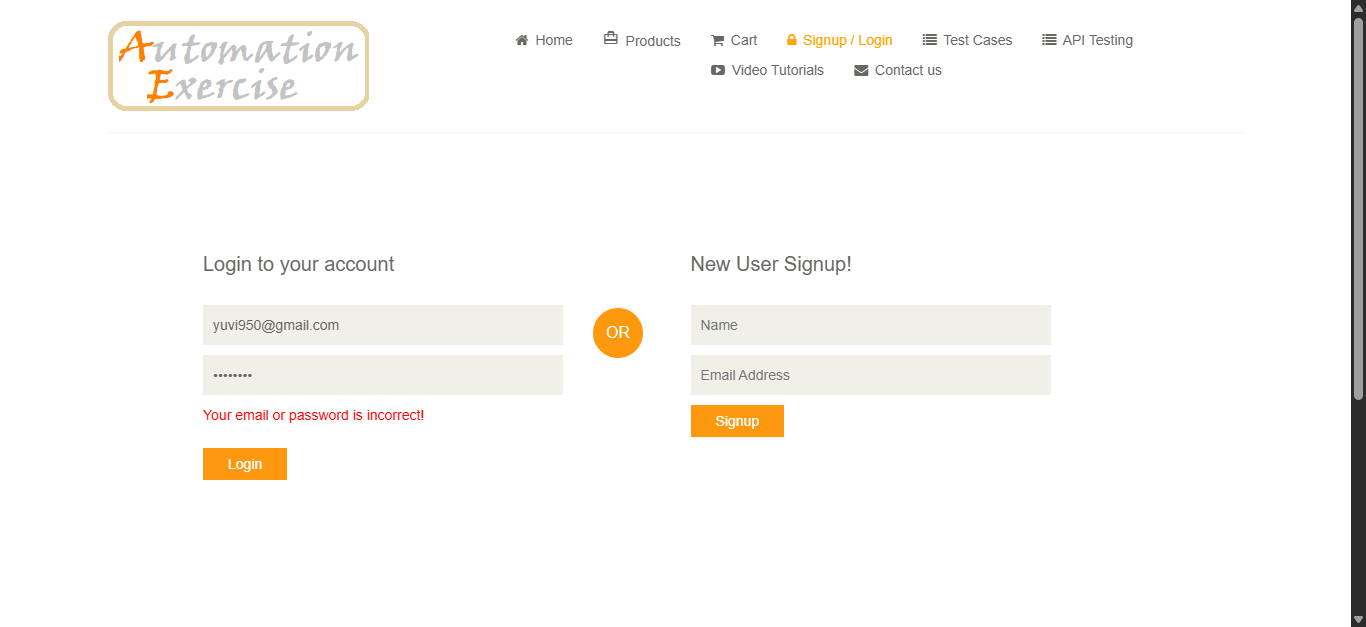 Automation
Exercise
Home Products Cart Signup / Login Test Cases API Testing
Video Tutorials Contact us
Login to your account
yuvi950@gmail.com
••••••••
Your email or password is incorrect!
Login
OR
New User Signup!
Name
Email Address
Signup